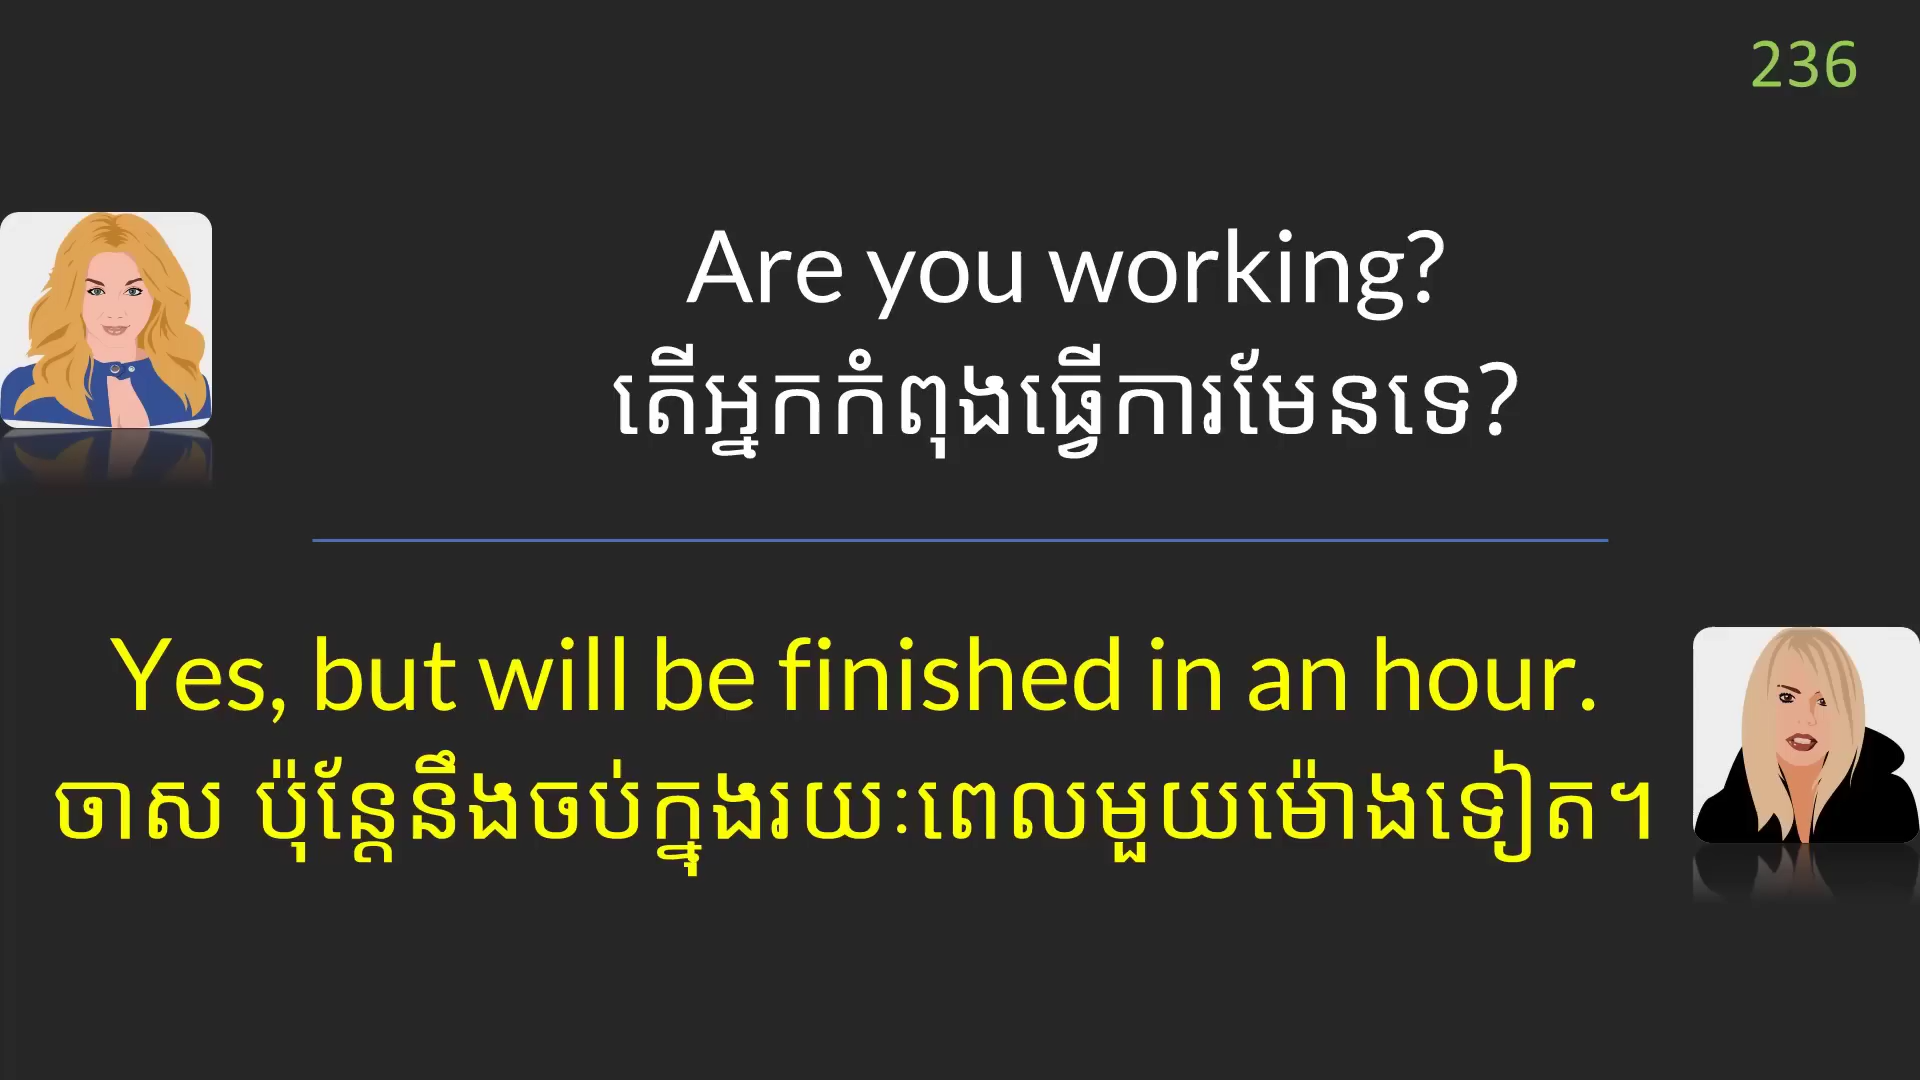 236
Are you working?
តើអ្នកកំពុងធ្វើការមែនទេ?
Yes, but will be finished in an hour.
ចាស ប៉ុន្តែនឹងចប់ក្នុងរយៈពេលមួយម៉ោងទៀត។